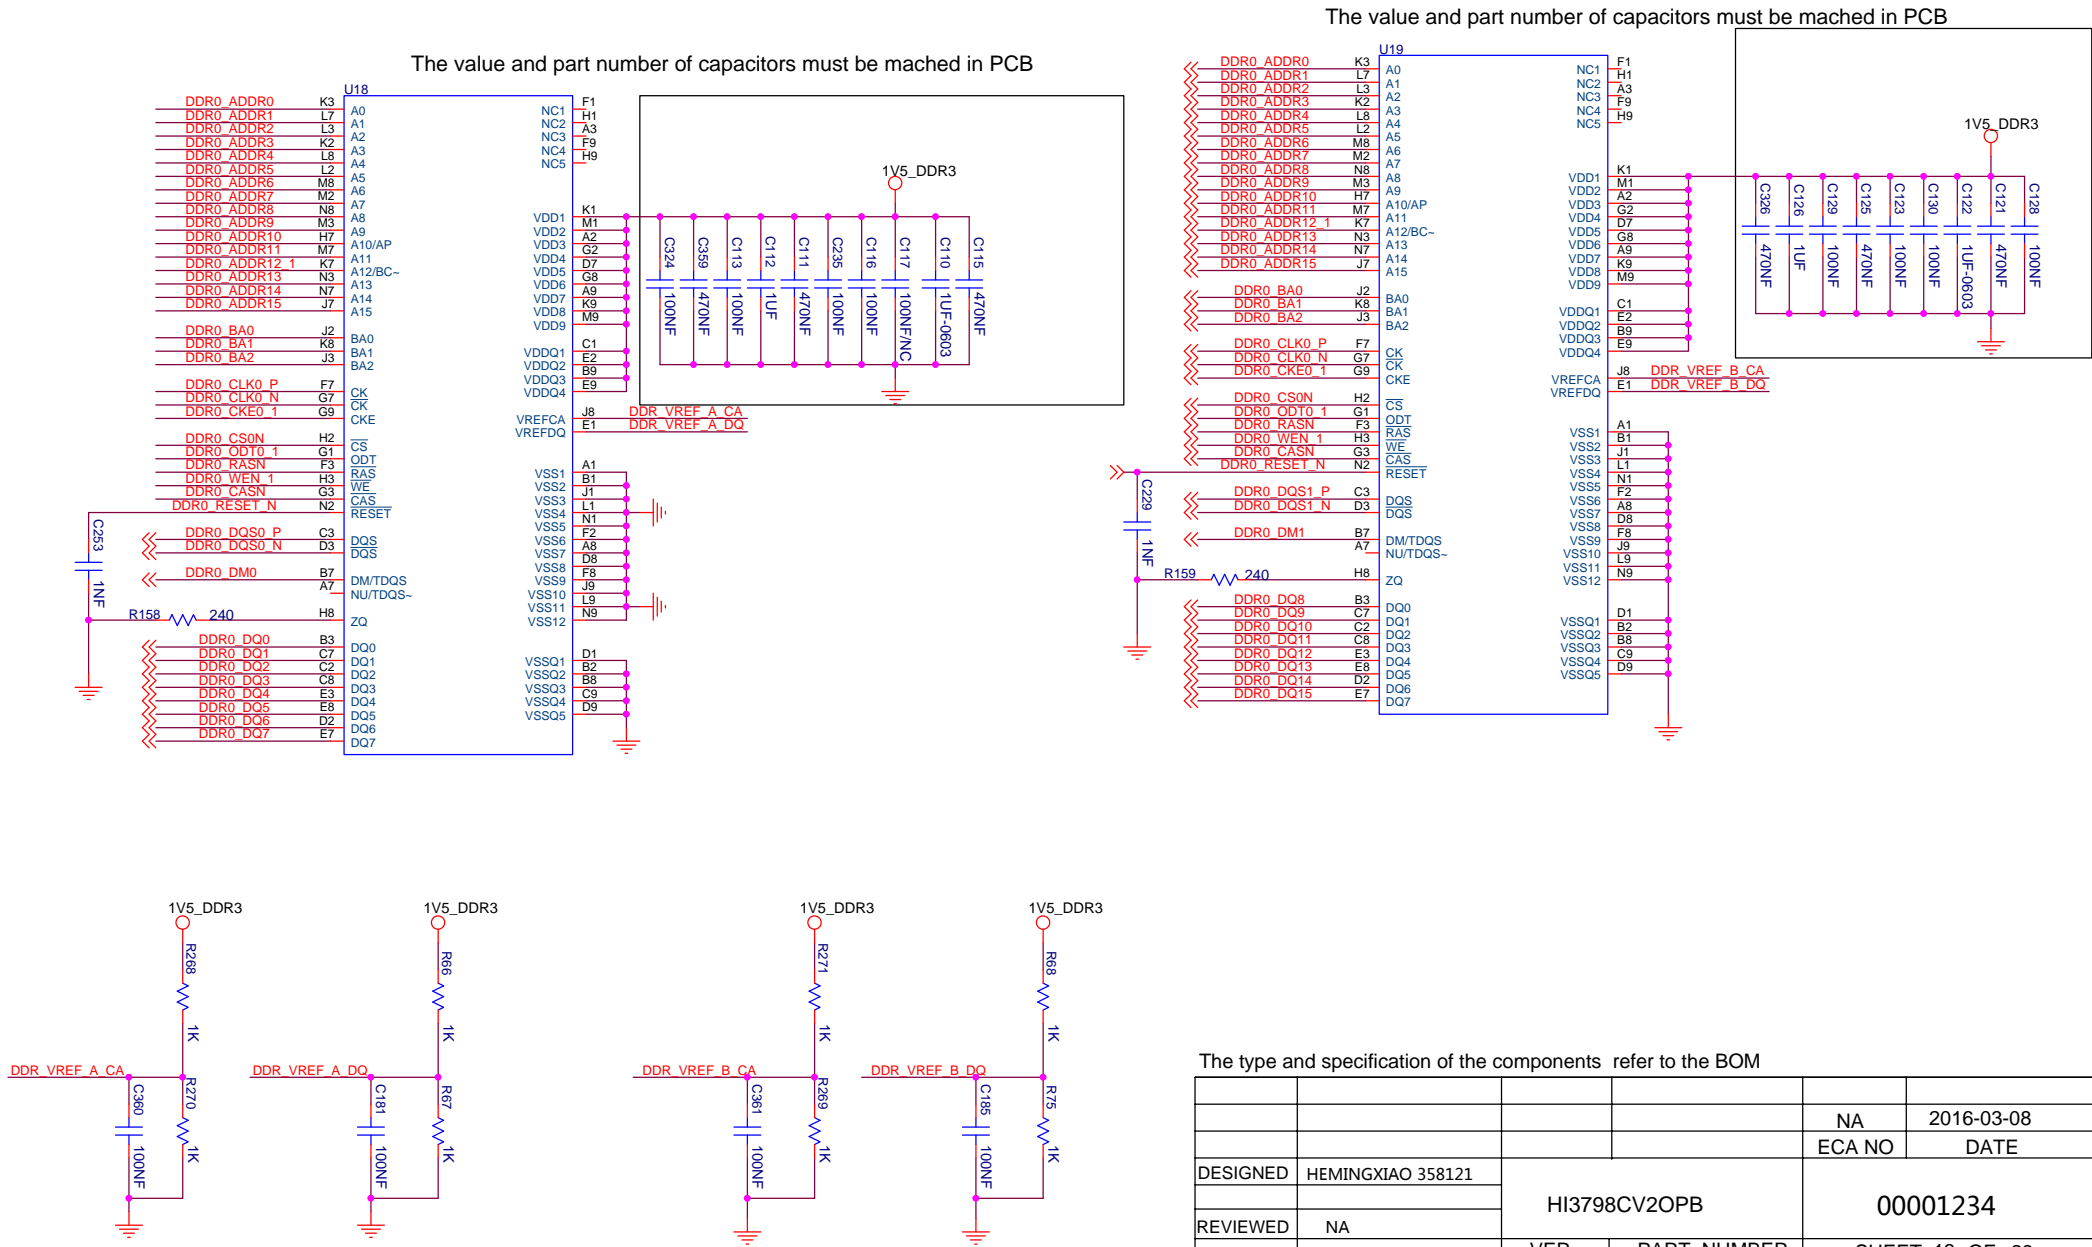 The value and part number of capacitors must be mached in PCB
The value and part number of capacitors must be mached in PCB
U18
DDR0_ADDR0 K3 A0
DDR0_ADDR1 L7 A1
DDR0_ADDR2 L3 A2
DDR0_ADDR3 K2 A3
DDR0_ADDR4 L8 A4
DDR0_ADDR5 L2 A5
DDR0_ADDR6 M8 A6
DDR0_ADDR7 M2 A7
DDR0_ADDR8 N8 A8
DDR0_ADDR9 M3 A9
DDR0_ADDR10 H7 A10/AP
DDR0_ADDR11 M7 A11
DDR0_ADDR12_1 K7 A12/BC~
DDR0_ADDR13 N3 A13
DDR0_ADDR14 N7 A14
DDR0_ADDR15 J7 A15
DDR0_BA0 J2 BA0
DDR0_BA1 K8 BA1
DDR0_BA2 J3 BA2
DDR0_CLK0_P F7 CK
DDR0_CLK0_N G7 CK
DDR0_CKE0_1 G9 CKE
DDR0_CS0N H2 CS
DDR0_ODT0_1 G1 ODT
DDR0_RASN F3 RAS
DDR0_WEN_1 H3 WE
DDR0_CASN G3 CAS
DDR0_RESET_N N2 RESET
DDR0_DQS0_P C3 DQS
DDR0_DQS0_N D3 DQS
DDR0_DM0 B7 DM/TDQS
A7 NU/TDQS~
R158 240 H8 ZQ
C253 1NF
DDR0_DQ0 B3 DQ0
DDR0_DQ1 C7 DQ1
DDR0_DQ2 C2 DQ2
DDR0_DQ3 C8 DQ3
DDR0_DQ4 E3 DQ4
DDR0_DQ5 E8 DQ5
DDR0_DQ6 D2 DQ6
DDR0_DQ7 E7 DQ7
NC1 F1
NC2 H1
NC3 A3
NC4 F9
NC5 H9
VDD1 K1
VDD2 M1
VDD3 A2
VDD4 G2
VDD5 D7
VDD6 G8
VDD7 A9
VDD8 K9
VDD9 M9
VDDQ1 C1
VDDQ2 E2
VDDQ3 B9
VDDQ4 E9
VREFCA J8 DDR_VREF_A_CA
VREFDQ E1 DDR_VREF_A_DQ
VSS1 A1
VSS2 B1
VSS3 J1
VSS4 L1
VSS5 N1
VSS6 F2
VSS7 A8
VSS8 D8
VSS9 F8
VSS10 J9
VSS11 L9
VSS12 N9
VSSQ1 D1
VSSQ2 B2
VSSQ3 B8
VSSQ4 C9
VSSQ5 D9
1V5_DDR3
C324 100NF
C359 470NF
C113 100NF
C112 1UF
C111 470NF
C235 100NF
C116 100NF
C117 100NF/NC
C110 1UF-0603
C115 470NF
U19
DDR0_ADDR0 K3 A0
DDR0_ADDR1 L7 A1
DDR0_ADDR2 L3 A2
DDR0_ADDR3 K2 A3
DDR0_ADDR4 L8 A4
DDR0_ADDR5 L2 A5
DDR0_ADDR6 M8 A6
DDR0_ADDR7 M2 A7
DDR0_ADDR8 N8 A8
DDR0_ADDR9 M3 A9
DDR0_ADDR10 H7 A10/AP
DDR0_ADDR11 M7 A11
DDR0_ADDR12_1 K7 A12/BC~
DDR0_ADDR13 N3 A13
DDR0_ADDR14 N7 A14
DDR0_ADDR15 J7 A15
DDR0_BA0 J2 BA0
DDR0_BA1 K8 BA1
DDR0_BA2 J3 BA2
DDR0_CLK0_P F7 CK
DDR0_CLK0_N G7 CK
DDR0_CKE0_1 G9 CKE
DDR0_CS0N H2 CS
DDR0_ODT0_1 G1 ODT
DDR0_RASN F3 RAS
DDR0_WEN_1 H3 WE
DDR0_CASN G3 CAS
DDR0_RESET_N N2 RESET
DDR0_DQS1_P C3 DQS
DDR0_DQS1_N D3 DQS
DDR0_DM1 B7 DM/TDQS
A7 NU/TDQS~
R159 240 H8 ZQ
C229 1NF
DDR0_DQ8 B3 DQ0
DDR0_DQ9 C7 DQ1
DDR0_DQ10 C2 DQ2
DDR0_DQ11 C8 DQ3
DDR0_DQ12 E3 DQ4
DDR0_DQ13 E8 DQ5
DDR0_DQ14 D2 DQ6
DDR0_DQ15 E7 DQ7
NC1 F1
NC2 H1
NC3 A3
NC4 F9
NC5 H9
VDD1 K1
VDD2 M1
VDD3 A2
VDD4 G2
VDD5 D7
VDD6 G8
VDD7 A9
VDD8 K9
VDD9 M9
VDDQ1 C1
VDDQ2 E2
VDDQ3 B9
VDDQ4 E9
VREFCA J8 DDR_VREF_B_CA
VREFDQ E1 DDR_VREF_B_DQ
VSS1 A1
VSS2 B1
VSS3 J1
VSS4 L1
VSS5 N1
VSS6 F2
VSS7 A8
VSS8 D8
VSS9 F8
VSS10 J9
VSS11 L9
VSS12 N9
VSSQ1 D1
VSSQ2 B2
VSSQ3 B8
VSSQ4 C9
VSSQ5 D9
1V5_DDR3
C326 470NF
C126 1UF
C129 100NF
C125 470NF
C123 100NF
C130 100NF
C122 1UF-0603
C121 470NF
C128 100NF
1V5_DDR3
R268 1K
DDR_VREF_A_CA
C360 100NF
R270 1K
1V5_DDR3
R66 1K
DDR_VREF_A_DQ
C181 100NF
R67 1K
1V5_DDR3
R271 1K
DDR_VREF_B_CA
C361 100NF
R269 1K
1V5_DDR3
R68 1K
DDR_VREF_B_DQ
C185 100NF
R75 1K
The type and specification of the components refer to the BOM
NA 2016-03-08
ECA NO DATE
DESIGNED HEMINGXIAO 358121
HI3798CV2OPB 00001234
REVIEWED NA
VER PART NUMBER